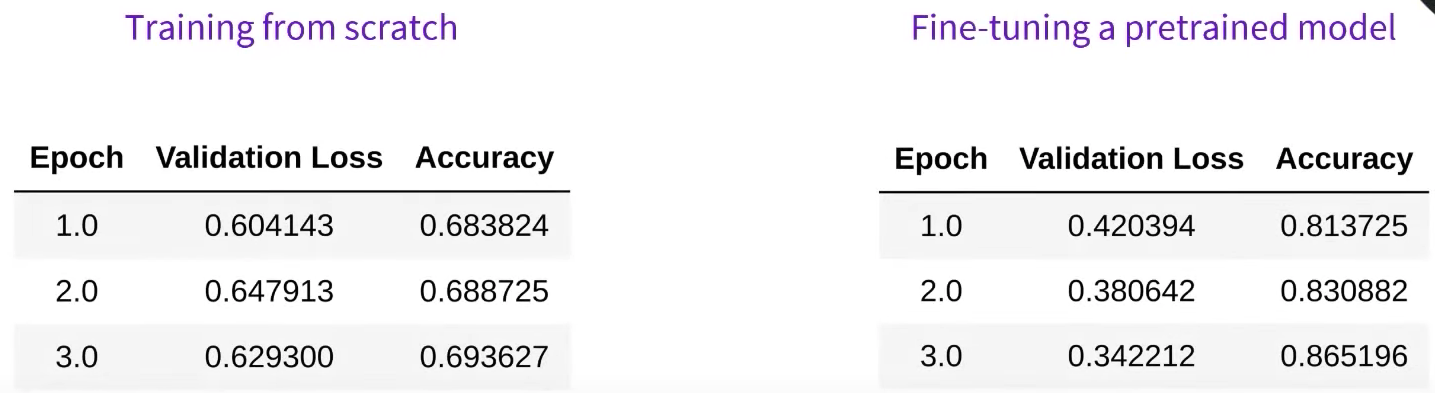 Training from scratch
Epoch Validation Loss Accuracy
1.0 0.604143 0.683824
2.0 0.647913 0.688725
3.0 0.629300 0.693627
Fine-tuning a pretrained model
Epoch Validation Loss Accuracy
1.0 0.420394 0.813725
2.0 0.380642 0.830882
3.0 0.342212 0.865196